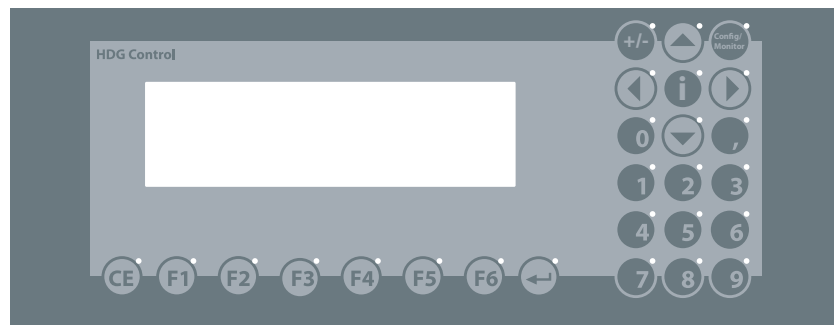 +/- Config/
Monitor
HDG Control
i
0 ,
1 2 3
4 5 6
CE F1 F2 F3 F4 F5 F6 7 8 9